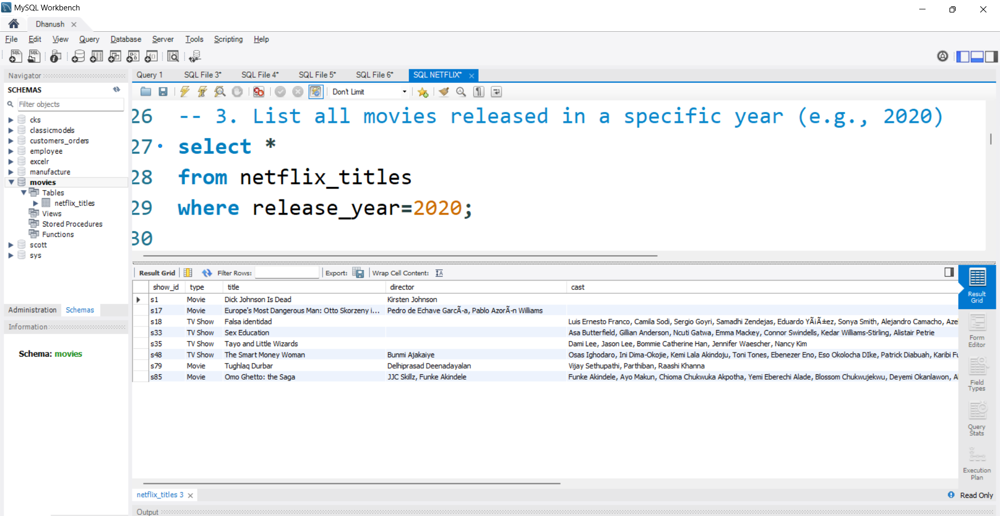 MySQL Workbench
Dhanush
File Edit View Query Database Server Tools Scripting Help
Navigator
SCHEMAS
Filter objects
cks
classicmodels
customers_orders
employee
excelr
manufacture
movies
Tables
netflix_titles
Views
Stored Procedures
Functions
scott
sys
Administration Schemas
Information
Schema: movies
Query 1 SQL File 3* SQL File 4* SQL File 5* SQL File 6* SQL NETFLIX*
Don't Limit
26 -- 3. List all movies released in a specific year (e.g., 2020)
27 select *
28 from netflix_titles
29 where release_year=2020;
30
Result Grid Filter Rows: Export: Wrap Cell Content:
show_id type title director cast
s1 Movie Dick Johnson Is Dead Kirsten Johnson
s17 Movie Europe's Most Dangerous Man: Otto Skorzeny i... Pedro de Echave GarcÃ-a, Pablo AzorÃ-n Williams
s18 TV Show Falsa identidad Luis Ernesto Franco, Camila Sodi, Sergio Goyri, Samadhi Zendejas, Eduardo YÃ¡Ã±ez, Sonya Smith, Alejandro Camacho, Aze
s33 TV Show Sex Education Asa Butterfield, Gillian Anderson, Ncuti Gatwa, Emma Mackey, Connor Swindells, Kedar Williams-Stirling, Alistair Petrie
s35 TV Show Tayo and Little Wizards Dami Lee, Jason Lee, Bommie Catherine Han, Jennifer Waescher, Nancy Kim
s48 TV Show The Smart Money Woman Bunmi Ajakaiye Osas Ighodaro, Ini Dima-Okojie, Kemi Lala Akindoju, Toni Tones, Ebenezer Eno, Eso Okolocha DIke, Patrick Diabuah, Karibi Fu
s79 Movie Tughlaq Durbar Delhiprasad Deenadayalan Vijay Sethupathi, Parthiban, Raashi Khanna
s85 Movie Omo Ghetto: the Saga JJC Skillz, Funke Akindele Funke Akindele, Ayo Makun, Chioma Chukwuka Akpotha, Yemi Eberechi Alade, Blossom Chukwujekwu, Deyemi Okanlawon, A
Result
Grid
Form
Editor
Field
Types
Query
Stats
Execution
Plan
netflix_titles 3
Read Only
Output